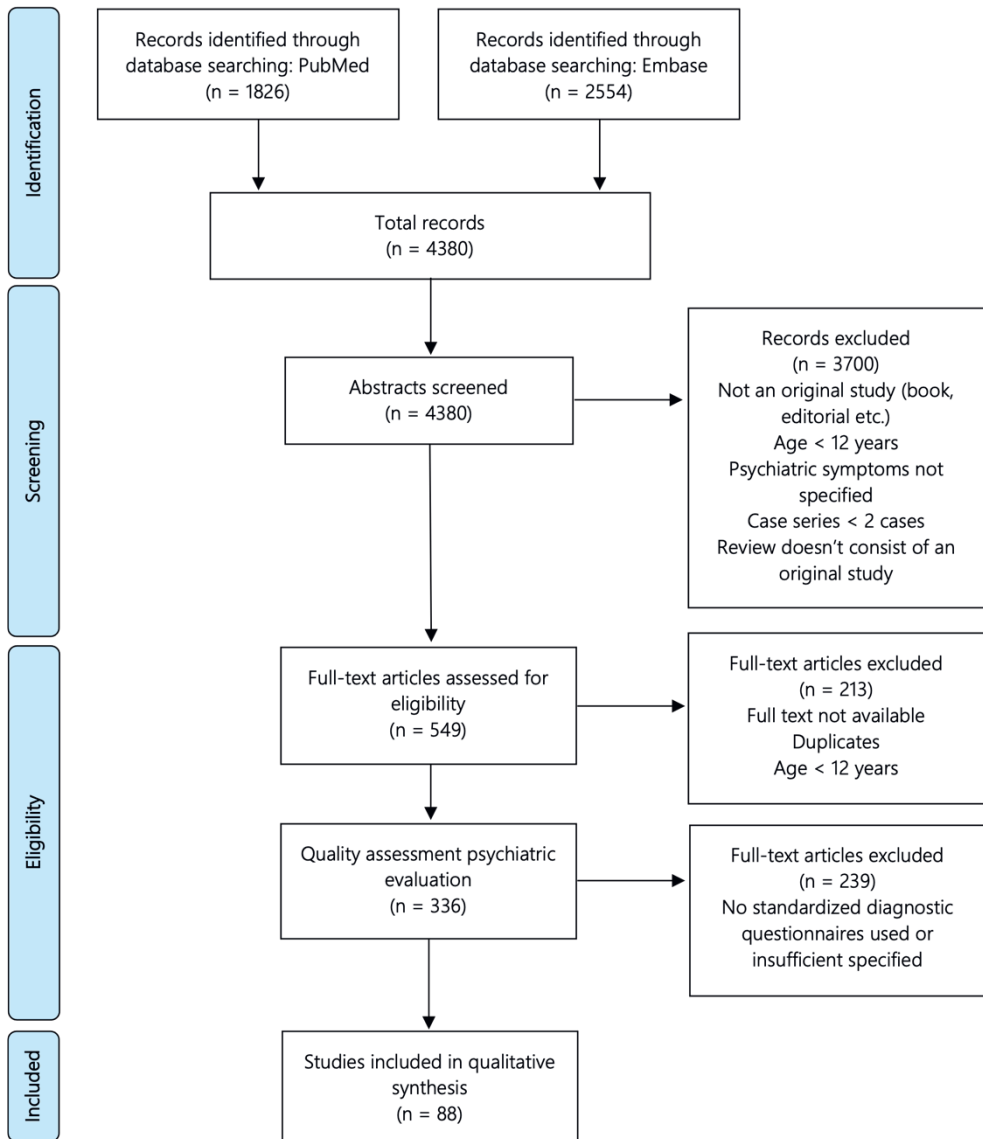 Identification
Records identified through
database searching: PubMed
(n = 1826)
Records identified through
database searching: Embase
(n = 2554)
Total records
(n = 4380)
Screening
Abstracts screened
(n = 4380)
Records excluded
(n = 3700)
Not an original study (book,
editorial etc.)
Age < 12 years
Psychiatric symptoms not
specified
Case series < 2 cases
Review doesn’t consist of an
original study
Eligibility
Full-text articles assessed for
eligibility
(n = 549)
Full-text articles excluded
(n = 213)
Full text not available
Duplicates
Age < 12 years
Quality assessment psychiatric
evaluation
(n = 336)
Full-text articles excluded
(n = 239)
No standardized diagnostic
questionnaires used or
insufficient specified
Included
Studies included in qualitative
synthesis
(n = 88)